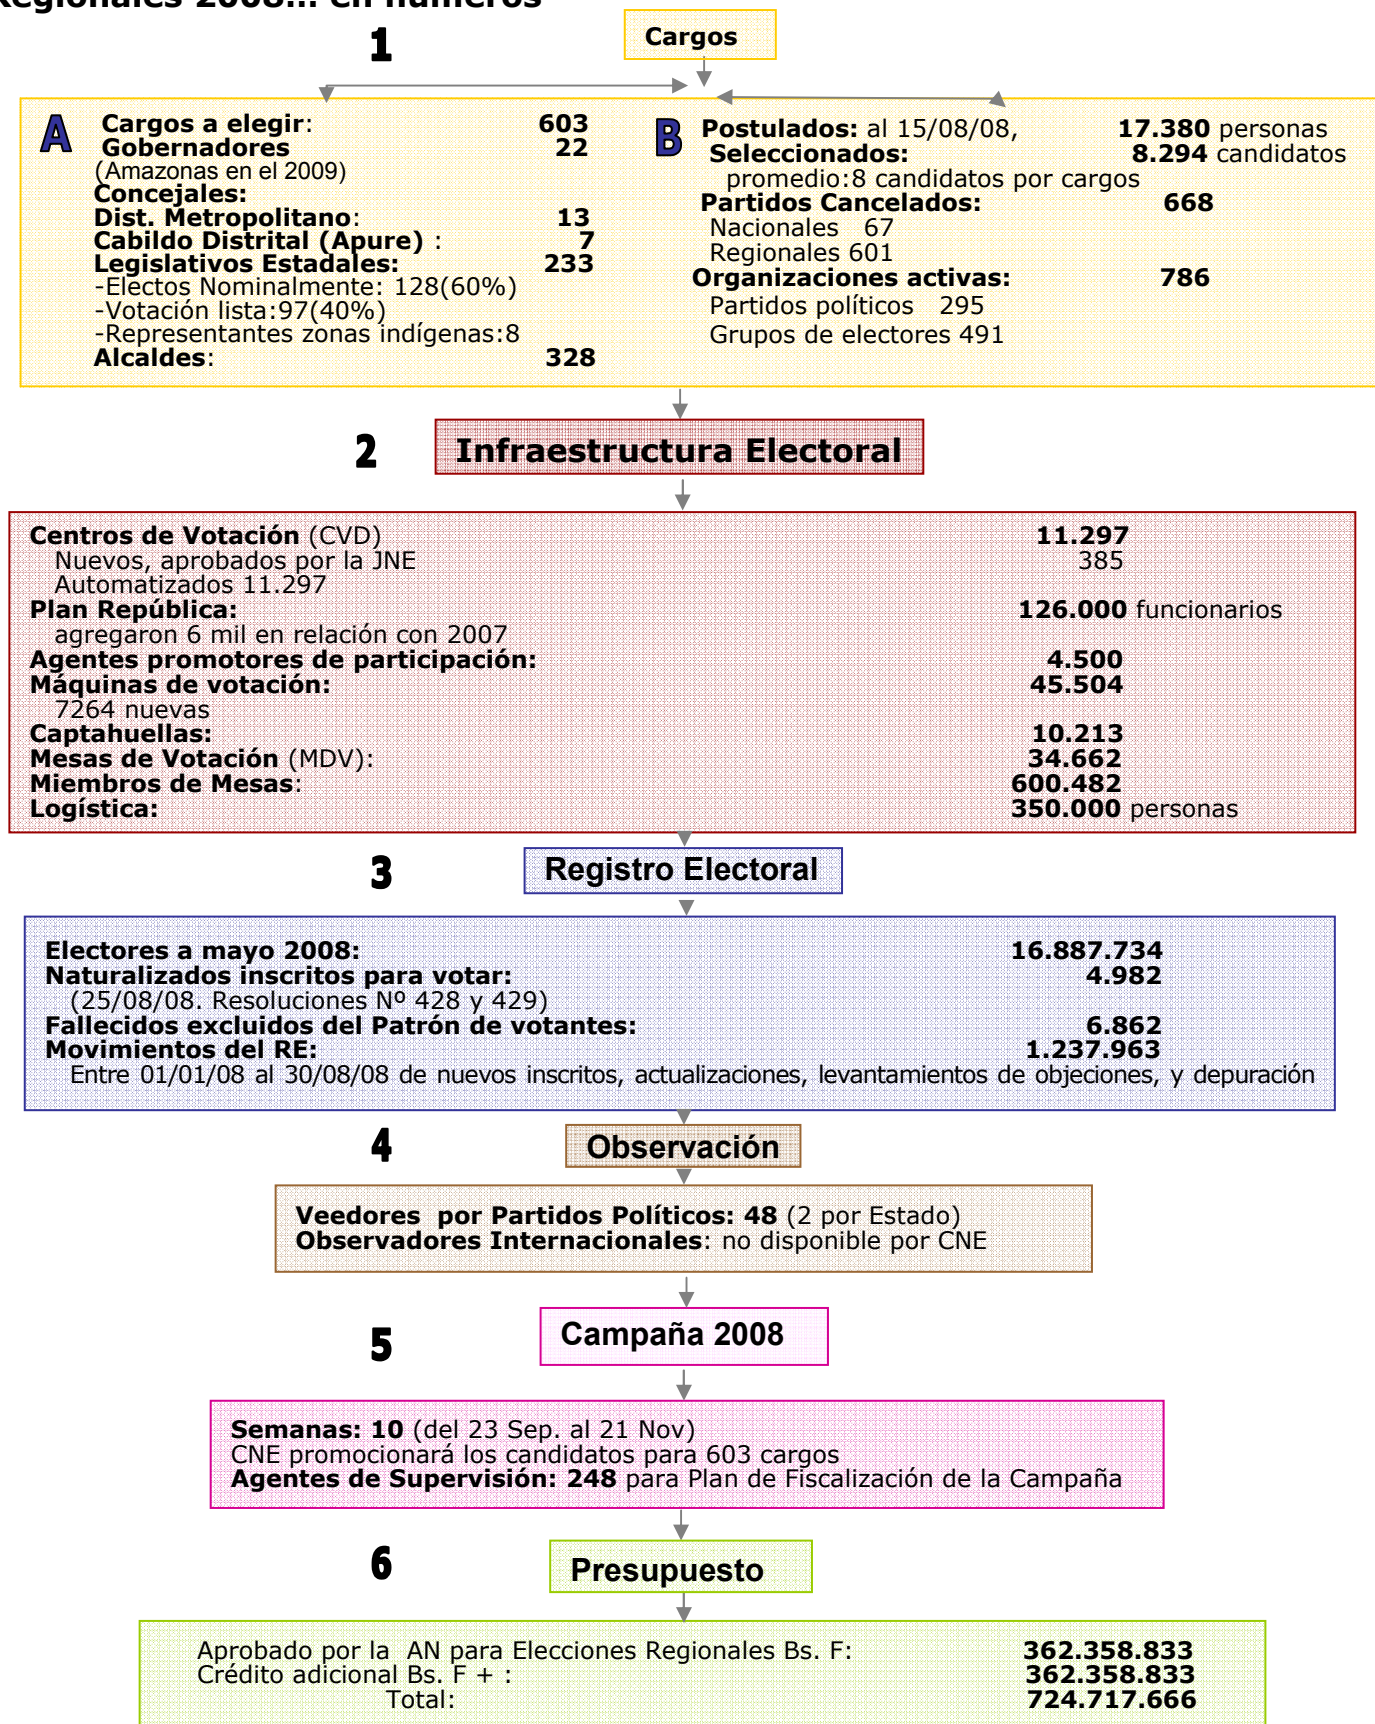 Regionales 2008... en números
1
Cargos
A
Cargos a elegir: 603
Gobernadores 22
(Amazonas en el 2009)
Concejales:
Dist. Metropolitano: 13
Cabildo Distrital (Apure) : 7
Legislativos Estadales: 233
-Electos Nominalmente: 128(60%)
-Votación lista:97(40%)
-Representantes zonas indígenas:8
Alcaldes: 328
B
Postulados: al 15/08/08, 17.380 personas
Seleccionados: 8.294 candidatos
promedio:8 candidatos por cargos
Partidos Cancelados: 668
Nacionales 67
Regionales 601
Organizaciones activas: 786
Partidos políticos 295
Grupos de electores 491
2
Infraestructura Electoral
Centros de Votación (CVD) 11.297
Nuevos, aprobados por la JNE 385
Automatizados 11.297
Plan República: 126.000 funcionarios
agregaron 6 mil en relación con 2007
Agentes promotores de participación: 4.500
Máquinas de votación: 45.504
7264 nuevas
Captahuellas: 10.213
Mesas de Votación (MDV): 34.662
Miembros de Mesas: 600.482
Logística: 350.000 personas
3
Registro Electoral
Electores a mayo 2008: 16.887.734
Naturalizados inscritos para votar: 4.982
(25/08/08. Resoluciones Nº 428 y 429)
Fallecidos excluidos del Patrón de votantes: 6.862
Movimientos del RE: 1.237.963
Entre 01/01/08 al 30/08/08 de nuevos inscritos, actualizaciones, levantamientos de objeciones, y depuración
4
Observación
Veedores por Partidos Políticos: 48 (2 por Estado)
Observadores Internacionales: no disponible por CNE
5
Campaña 2008
Semanas: 10 (del 23 Sep. al 21 Nov)
CNE promocionará los candidatos para 603 cargos
Agentes de Supervisión: 248 para Plan de Fiscalización de la Campaña
6
Presupuesto
Aprobado por la AN para Elecciones Regionales Bs. F: 362.358.833
Crédito adicional Bs. F + : 362.358.833
Total: 724.717.666